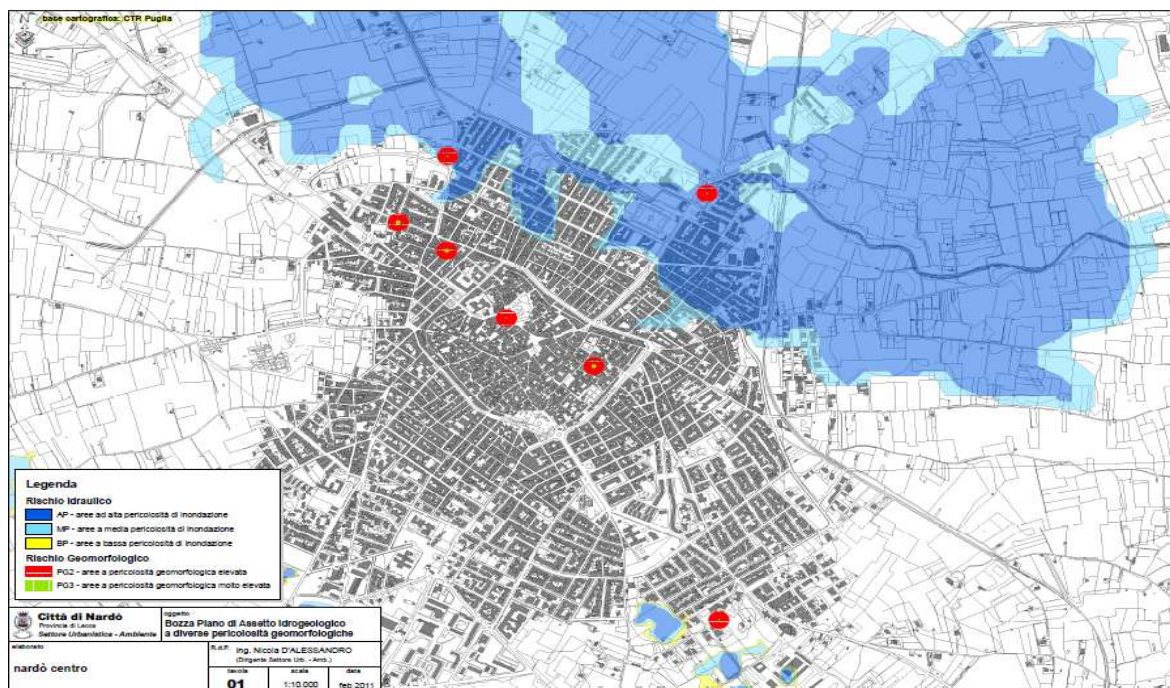 N
base cartografica: CTR Puglia
Legenda
Rischio Idraulico
AP - aree ad alta pericolosità di Inondazione
MP - aree a media pericolosità di Inondazione
BP - aree a bassa pericolosità di Inondazione
Rischio Geomorfologico
PG2 - aree a pericolosità geomorfologica elevata
PG3 - aree a pericolosità geomorfologica molto elevata
Città di Nardò
Provincia di Lecce
Settore Urbanistica - Ambiente
oggetto
Bozza Piano di Assetto Idrogeologico
a diverse pericolosità geomorfologiche
elaborato
nardò centro
R.d.P. Ing. Nicola D'ALESSANDRO
(Dirigente Settore Urb. - Amb.)
tavola
01
scala
1:10.000
data
feb 2011